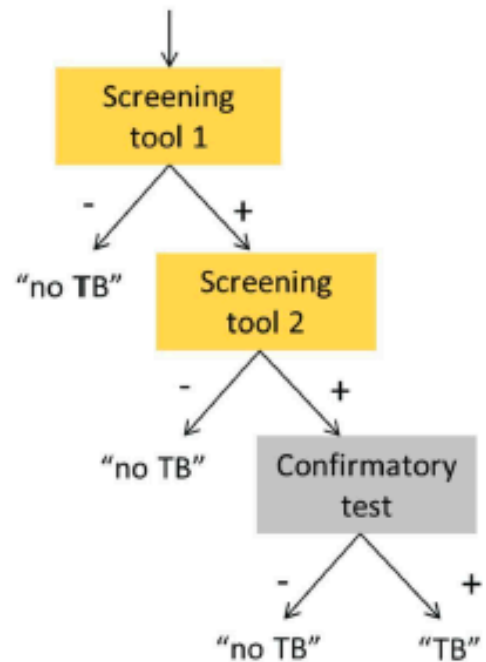 Screening
tool 1
-
+
“no TB”
Screening
tool 2
-
+
“no TB”
Confirmatory
test
-
+
“no TB”
“TB”